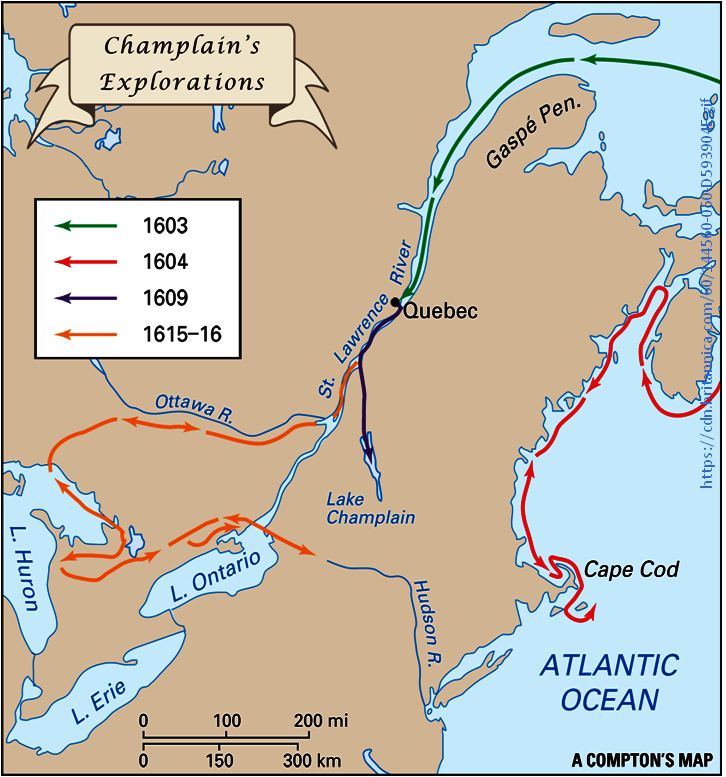 Champlain's
Explorations
Gaspé Pen.
1603
1604
1609
1615–16
St. Lawrence River
Quebec
Ottawa R.
Lake
Champlain
L. Huron
L. Ontario
Hudson R.
Cape Cod
L. Erie
ATLANTIC
OCEAN
0 100 200 mi
0 150 300 km
A COMPTON'S MAP